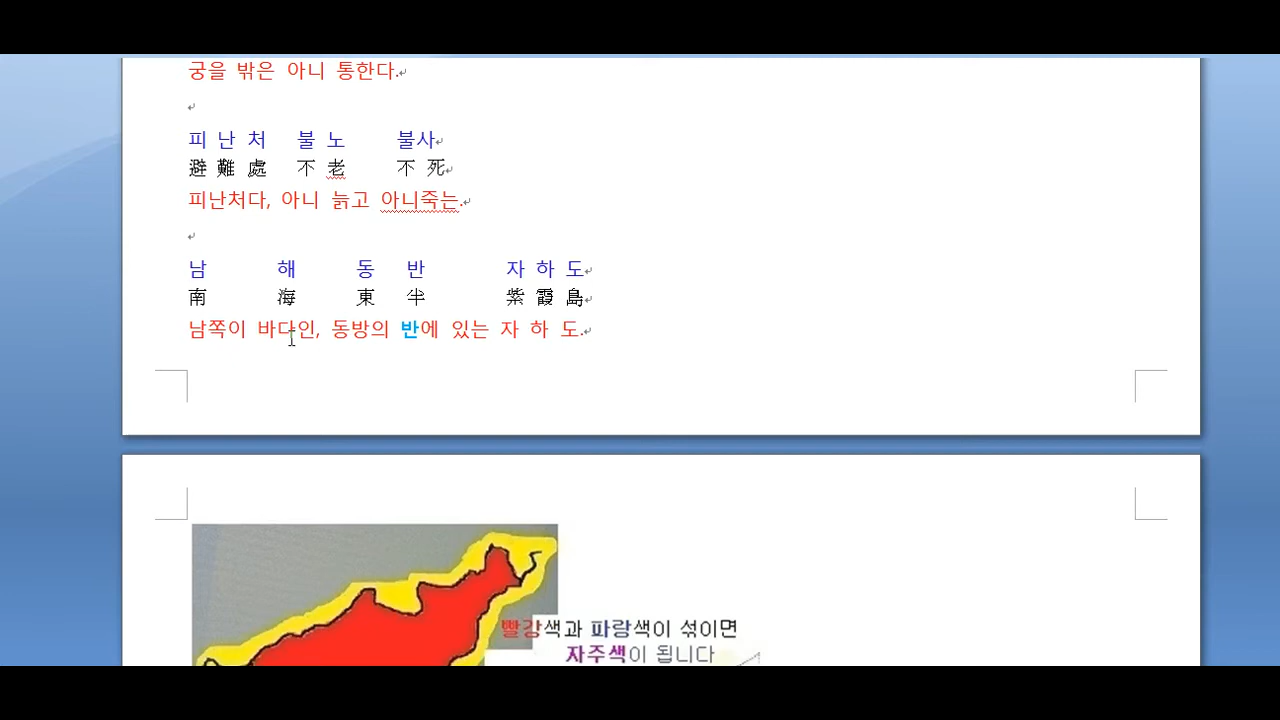 궁을 밖은 아니 통한다.
피 난 처 불 노 불사
避 難 處 不 老 不 死
피난처다, 아니 늙고 아니죽는.
남 해 동 반 자 하 도
南 海 東 半 紫 霞 島
남쪽이 바다인, 동방의 반에 있는 자 하 도.
빨강색과 파랑색이 섞이면
자주색이 됩니다